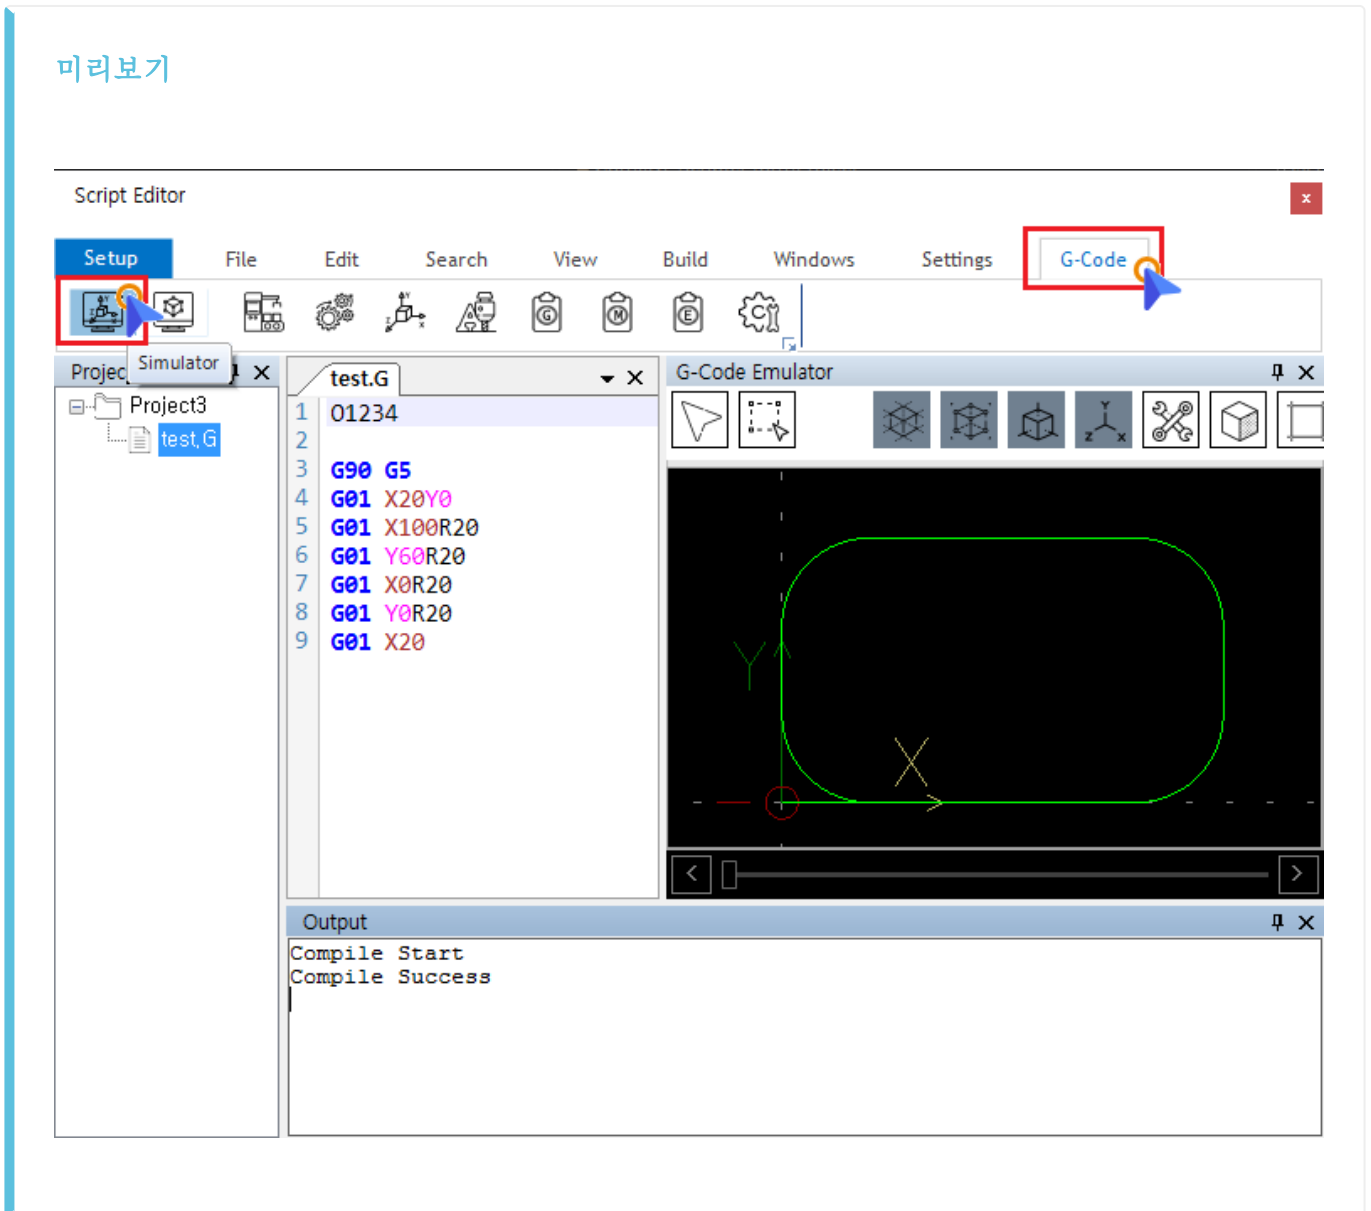 미리보기
Script Editor
x
Setup File Edit Search View Build Windows Settings G-Code
Simulator
G-Code Emulator
Project3
test.G
test.G
1 O1234
2
3 G90 G5
4 G01 X20Y0
5 G01 X100R20
6 G01 Y60R20
7 G01 X0R20
8 G01 Y0R20
9 G01 X20
Y
X
Output
Compile Start
Compile Success